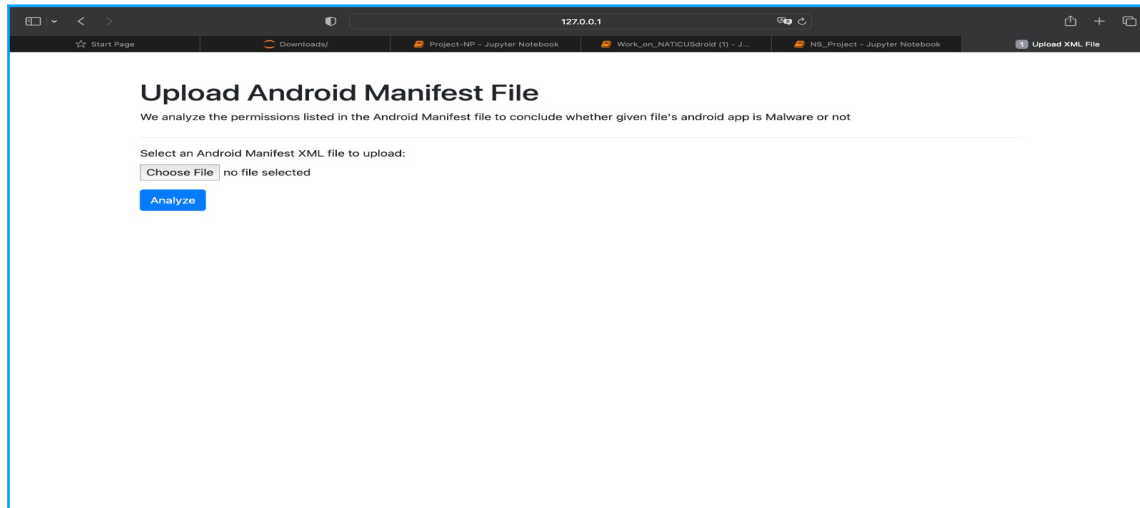 127.0.0.1
Start Page
Downloads/
Project-NP - Jupyter Notebook
Work_on_NATICUSdroid (1) - J...
NS_Project - Jupyter Notebook
1 Upload XML File
Upload Android Manifest File
We analyze the permissions listed in the Android Manifest file to conclude whether given file's android app is Malware or not
Select an Android Manifest XML file to upload:
Choose File no file selected
Analyze